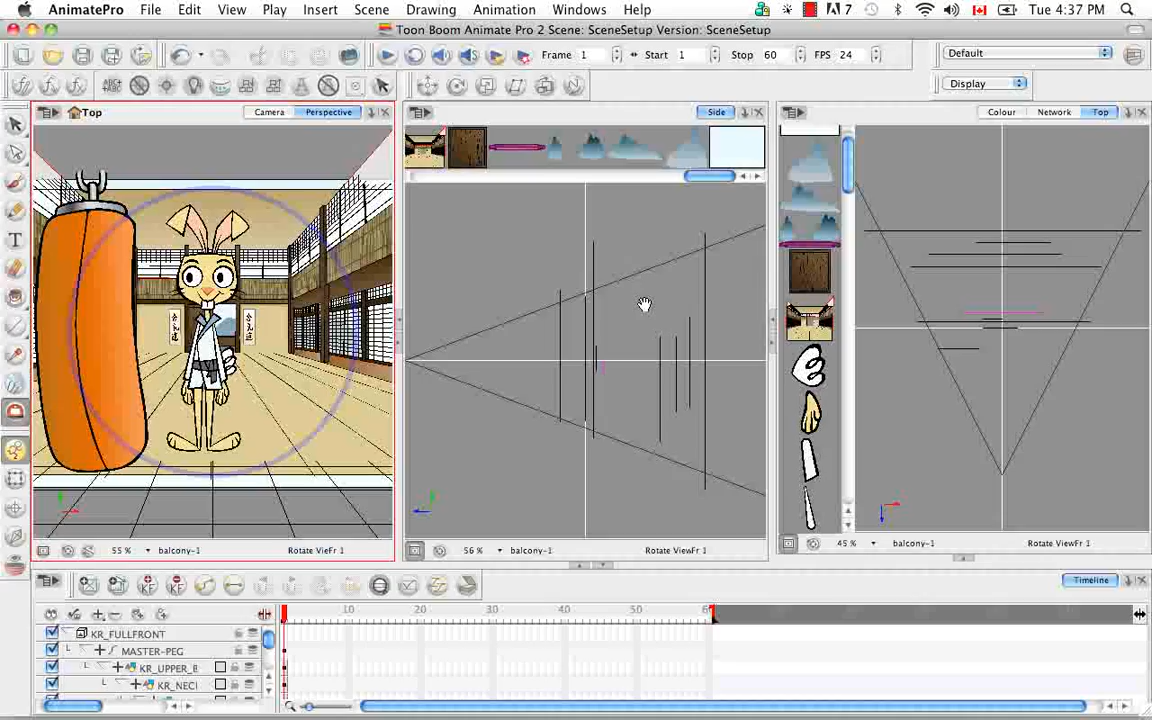 AnimatePro File Edit View Play Insert Scene Drawing Animation Windows Help 7 Tue 4:37 PM
Toon Boom Animate Pro 2 Scene: SceneSetup Version: SceneSetup
Frame 1 Start 1 Stop 60 FPS 24 Default
Display
Top Camera Perspective Side Colour Network Top
55 % balcony-1 Rotate VieFr 1 56 % balcony-1 Rotate ViewFr 1 45 % balcony-1 Rotate ViewFr 1
Timeline
10 20 30 40
KR_FULLFRONT
MASTER-PEG
KR_UPPER_B
KR_NECI